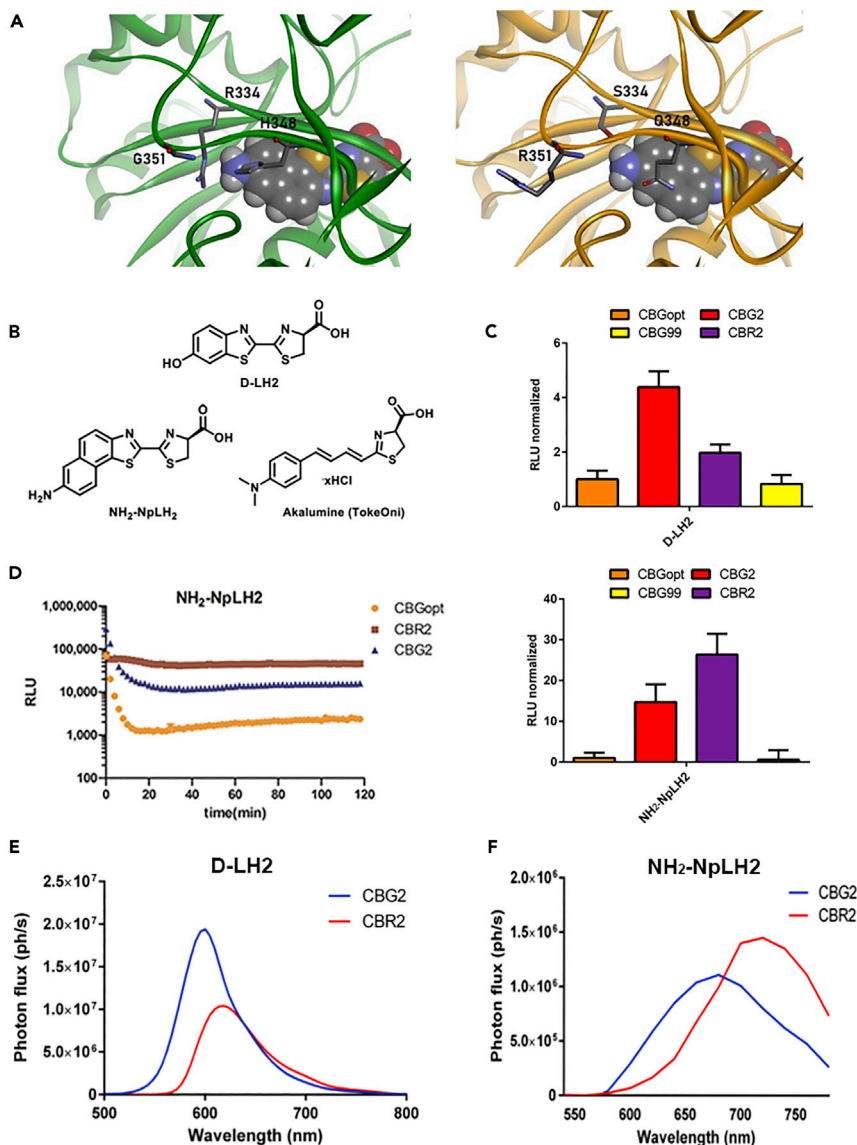 A
R334
H348
G351
S334
Q348
R351
B
O
OH
N
N
S
S
HO
D-LH2
O
OH
N
N
S
S
H₂N
NH₂-NpLH₂
O
OH
N
S
N
·xHCl
Akalumine (TokeOni)
C
CBGopt CBG2
CBG99 CBR2
RLU normalized
6
4
2
0
D-LH2
CBGopt CBG2
CBG99 CBR2
RLU normalized
40
30
20
10
0
NH₂-NpLH2
D
NH₂-NpLH2
CBGopt
CBR2
CBG2
RLU
1,000,000
100,000
10,000
1,000
100
0 20 40 60 80 100 120
time(min)
E
D-LH2
CBG2
CBR2
Photon flux (ph/s)
2.5×10⁷
2.0×10⁷
1.5×10⁷
1.0×10⁷
5.0×10⁶
0
500 600 700 800
Wavelength (nm)
F
NH₂-NpLH2
CBG2
CBR2
Photon flux (ph/s)
2.0×10⁶
1.5×10⁶
1.0×10⁶
5.0×10⁵
0
550 600 650 700 750
Wavelength (nm)